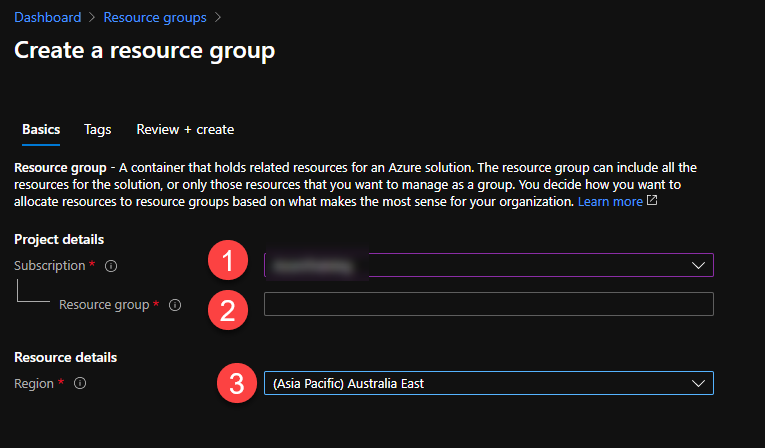 Dashboard > Resource groups >
Create a resource group
Basics Tags Review + create
Resource group - A container that holds related resources for an Azure solution. The resource group can include all the
resources for the solution, or only those resources that you want to manage as a group. You decide how you want to
allocate resources to resource groups based on what makes the most sense for your organization. Learn more
Project details
Subscription * 1
Resource group * 2
Resource details
Region * 3 (Asia Pacific) Australia East